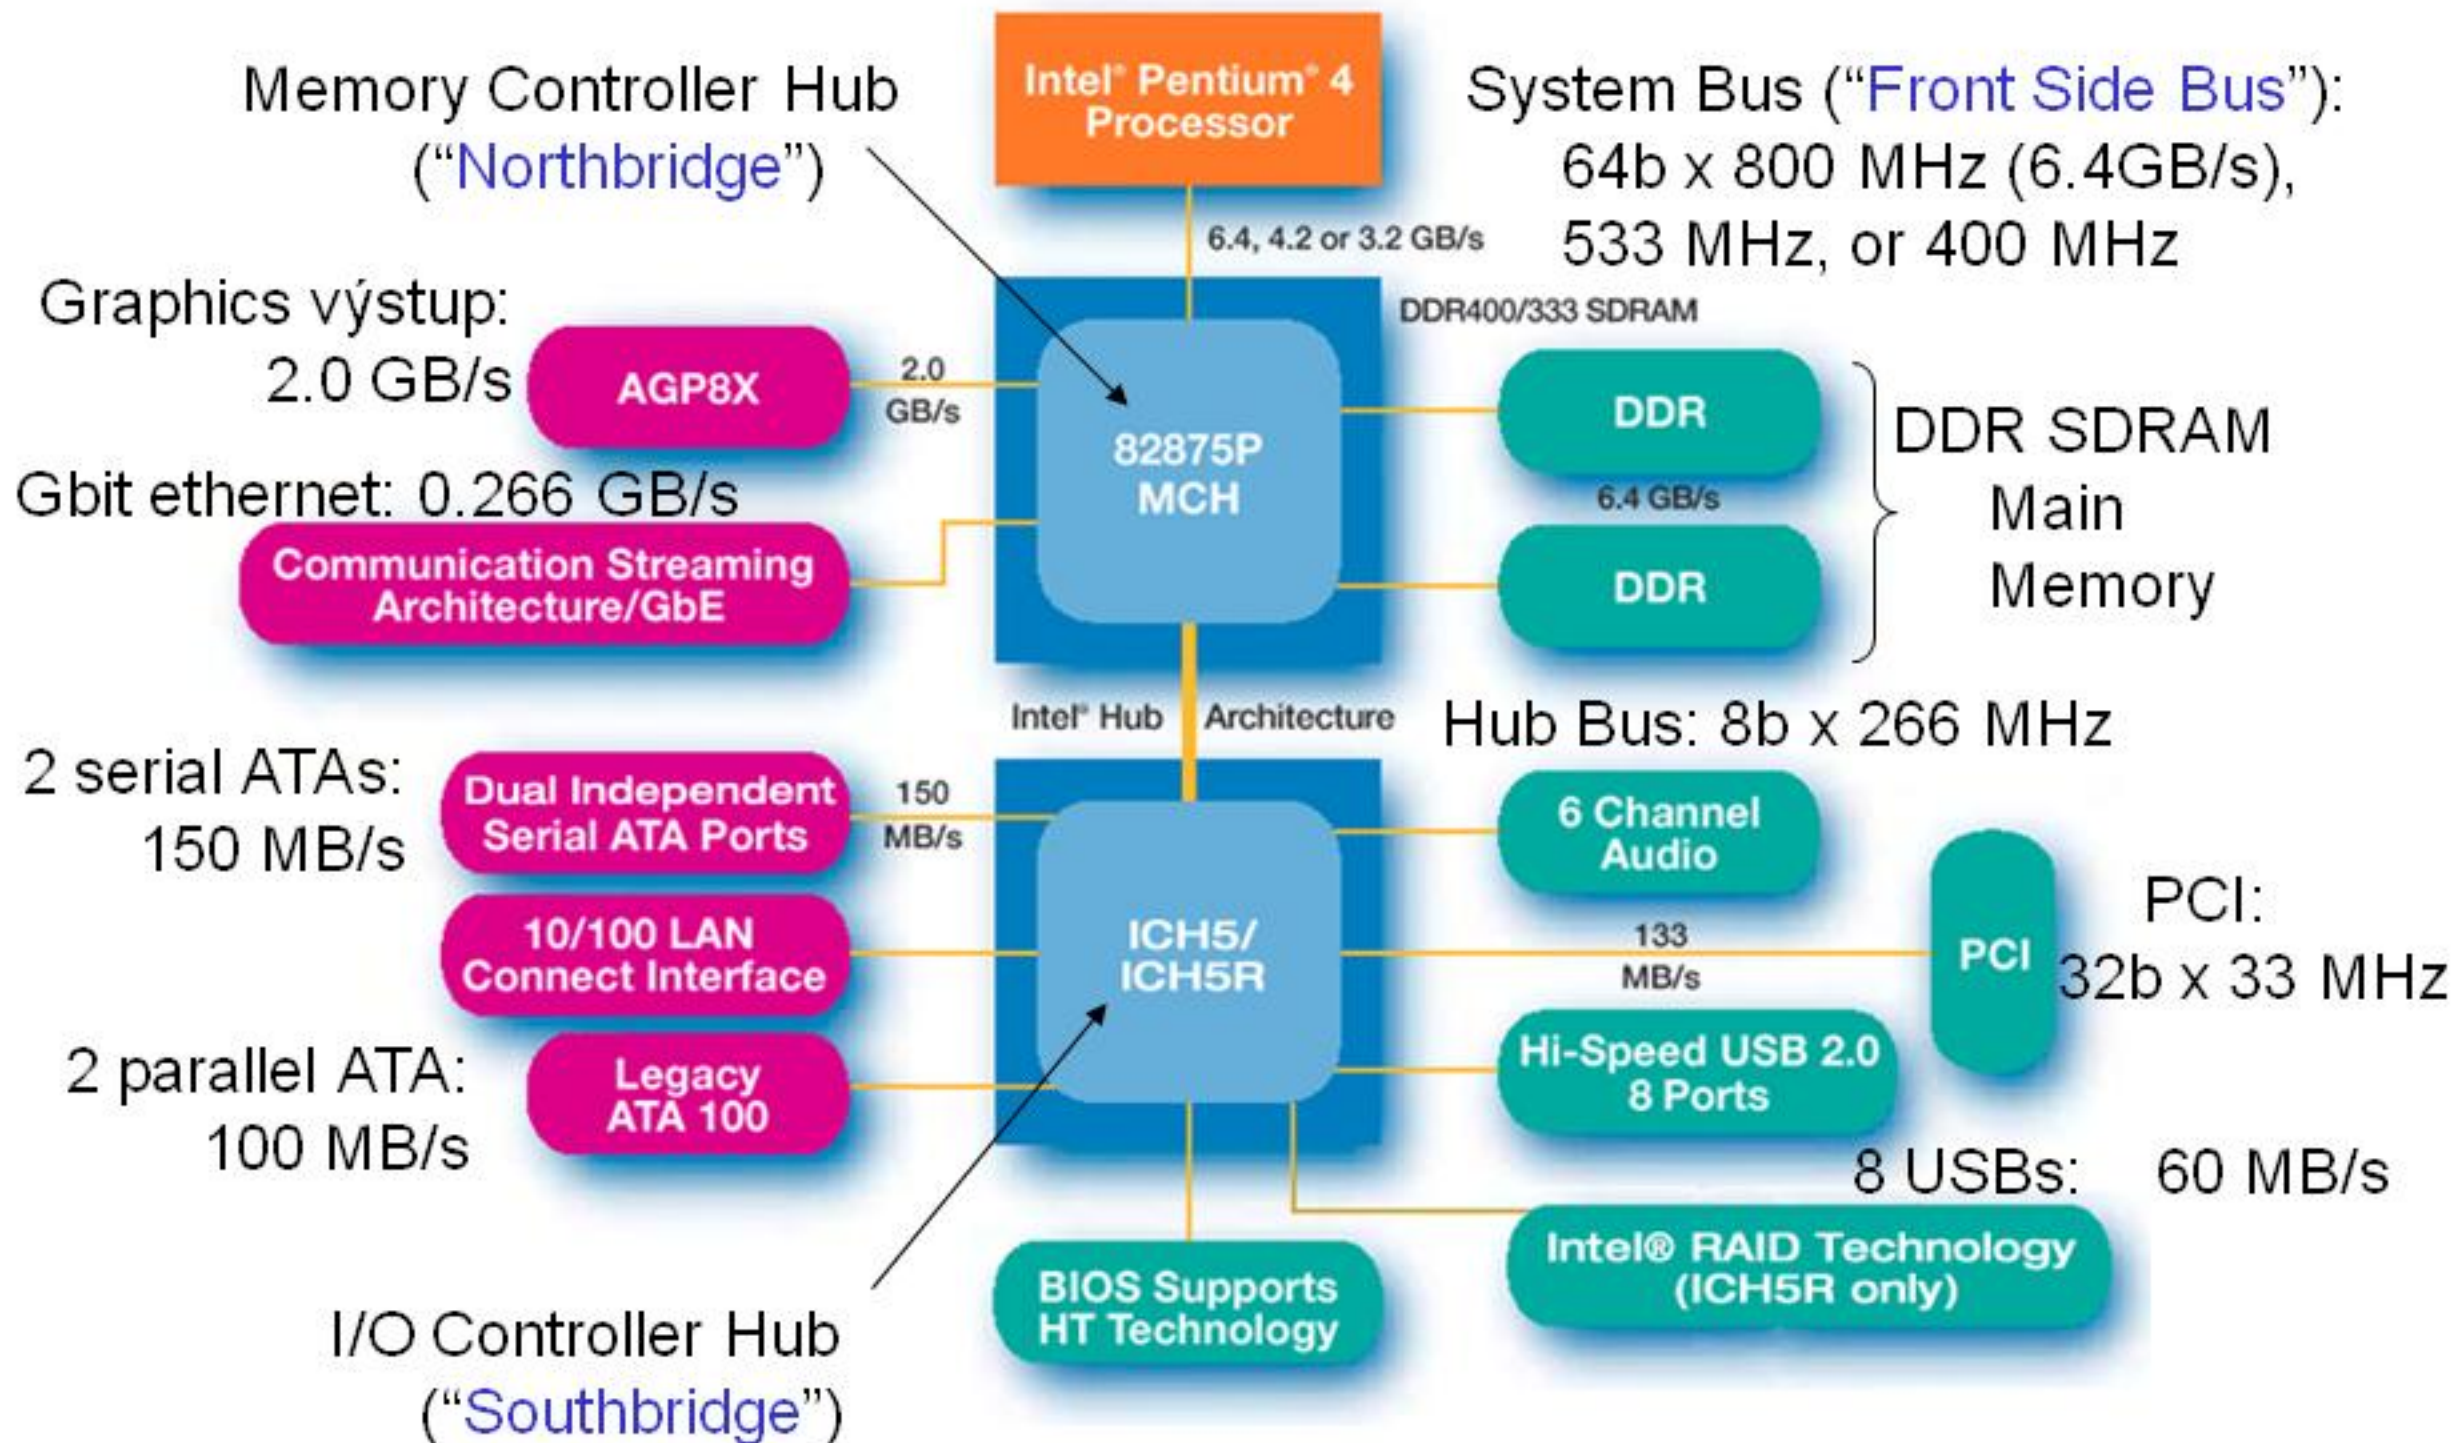 Intel® Pentium® 4
Processor
Memory Controller Hub
(“Northbridge”)
System Bus (“Front Side Bus”):
64b x 800 MHz (6.4GB/s),
533 MHz, or 400 MHz
6.4, 4.2 or 3.2 GB/s
Graphics výstup:
2.0 GB/s
AGP8X
2.0
GB/s
DDR400/333 SDRAM
82875P
MCH
DDR
6.4 GB/s
DDR
DDR SDRAM
Main
Memory
Gbit ethernet: 0.266 GB/s
Communication Streaming
Architecture/GbE
Intel® Hub Architecture
Hub Bus: 8b x 266 MHz
2 serial ATAs:
150 MB/s
Dual Independent
Serial ATA Ports
150
MB/s
6 Channel
Audio
10/100 LAN
Connect Interface
ICH5/
ICH5R
133
MB/s
PCI
PCI:
32b x 33 MHz
2 parallel ATA:
100 MB/s
Legacy
ATA 100
Hi-Speed USB 2.0
8 Ports
8 USBs: 60 MB/s
BIOS Supports
HT Technology
Intel® RAID Technology
(ICH5R only)
I/O Controller Hub
(“Southbridge”)